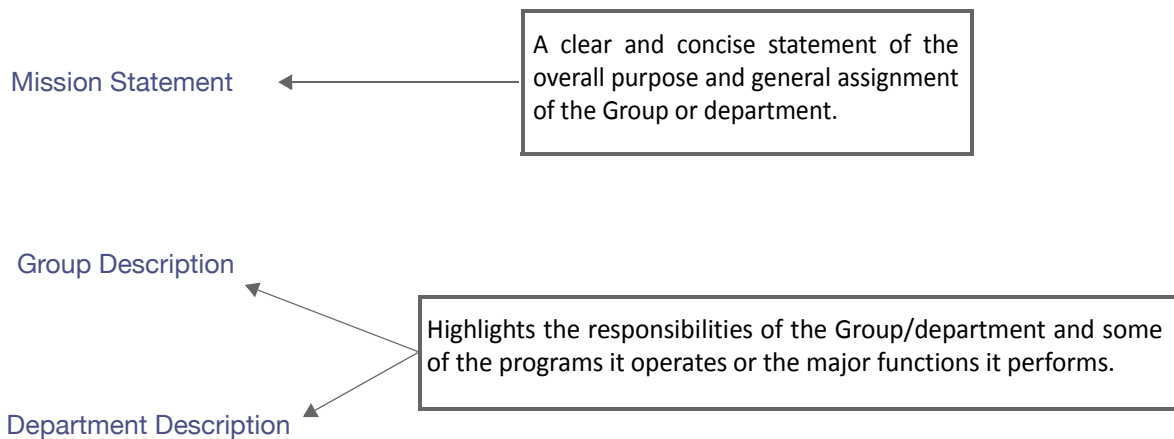 A clear and concise statement of the
overall purpose and general assignment
of the Group or department.
Mission Statement
Group Description
Highlights the responsibilities of the Group/department and some
of the programs it operates or the major functions it performs.
Department Description